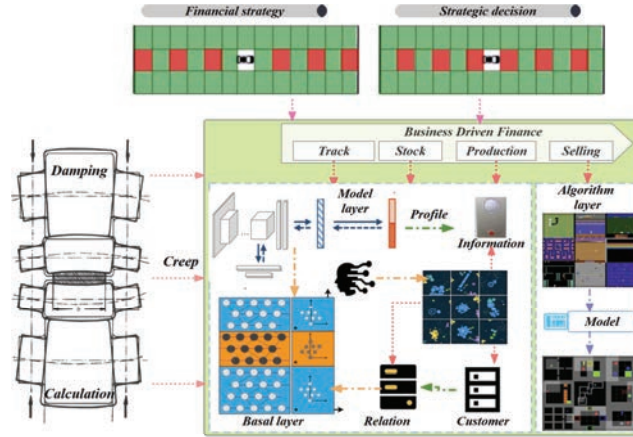 Financial strategy
Strategic decision
Business Driven Finance
Track
Stock
Production
Selling
Damping
Model
layer
Profile
Information
Algorithm
layer
Creep
Model
Calculation
Basal layer
Relation
Customer